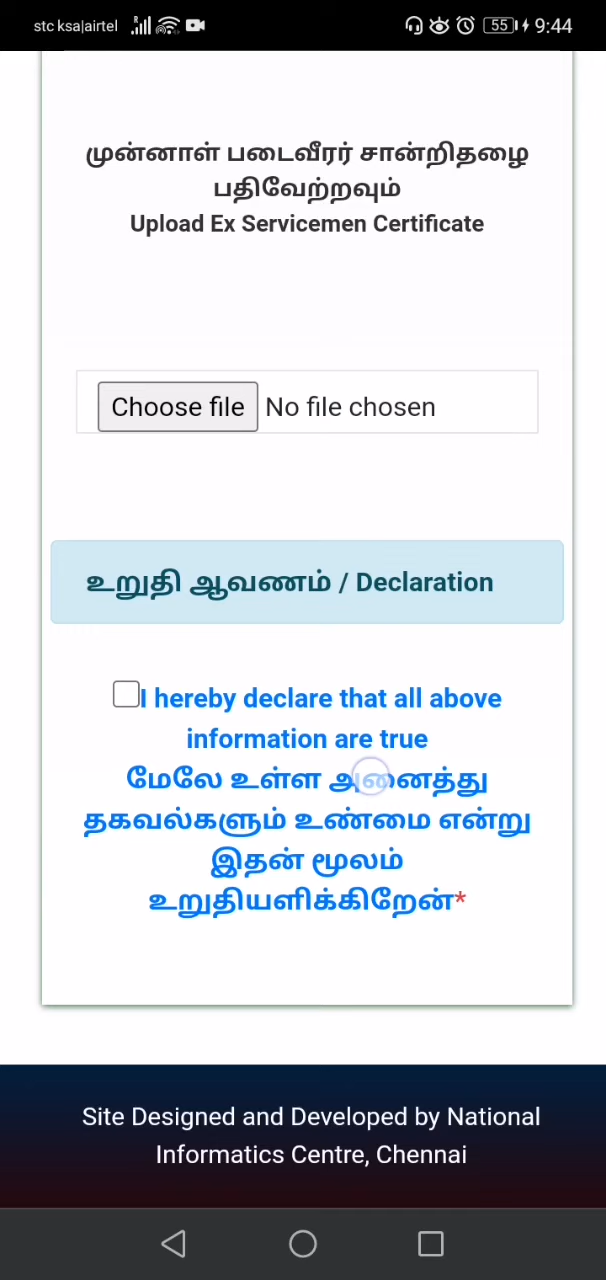 stc ksa|airtel 55 9:44
முன்னாள் படைவீரர் சான்றிதழை
பதிவேற்றவும்
Upload Ex Servicemen Certificate
Choose file No file chosen
உறுதி ஆவணம் / Declaration
I hereby declare that all above
information are true
மேலே உள்ள அனைத்து
தகவல்களும் உண்மை என்று
இதன் மூலம்
உறுதியளிக்கிறேன்*
Site Designed and Developed by National
Informatics Centre, Chennai